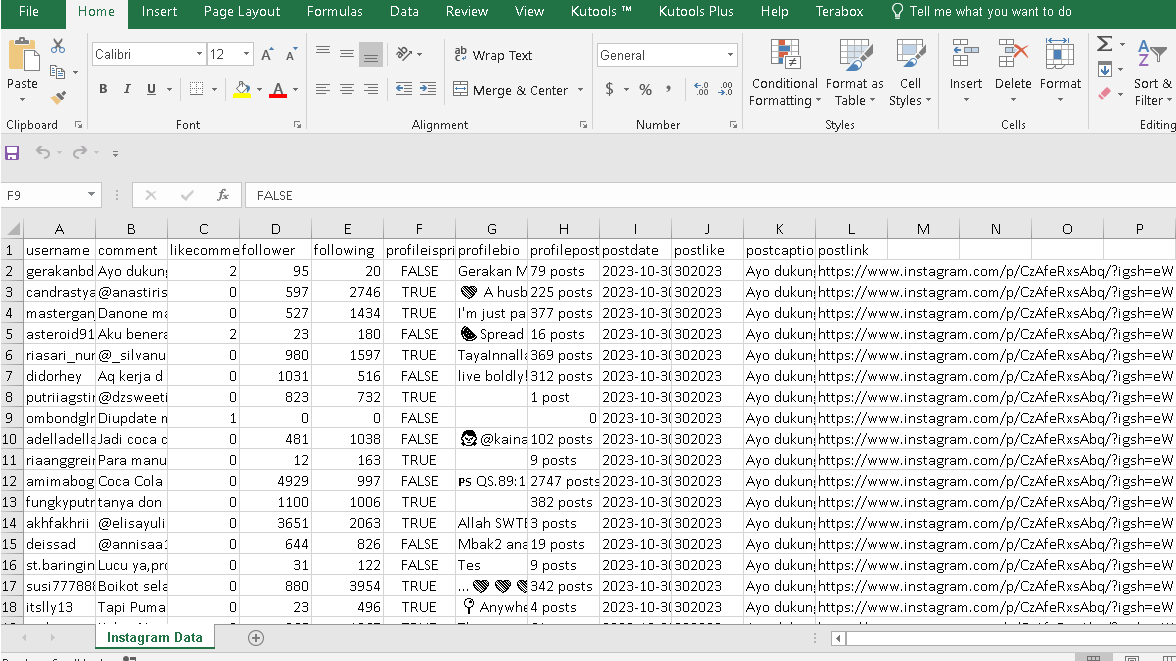 File Home Insert Page Layout Formulas Data Review View Kutools ™ Kutools Plus Help Terabox Tell me what you want to do
Calibri 12 Wrap Text General
Paste Conditional Format as Cell Insert Delete Format Sort &
B I U A Merge & Center $ % Formatting Table Styles Filter
Clipboard Font Alignment Number Styles Cells Editing
F9 fx FALSE
A B C D E F G H I J K L M N O P
1 username comment likecomme follower following profileispri profilebio profilepost postdate postlike postcaptio postlink
2 gerakanbd Ayo dukung 2 95 20 FALSE Gerakan M 79 posts 2023-10-30 302023 Ayo dukung https://www.instagram.com/p/CzAfeRxsAbq/?igsh=eW
3 candrastya @anastiris 0 597 2746 TRUE A husb 225 posts 2023-10-30 302023 Ayo dukung https://www.instagram.com/p/CzAfeRxsAbq/?igsh=eW
4 mastergan Danone ma 0 527 1434 TRUE I'm just pa 377 posts 2023-10-30 302023 Ayo dukung https://www.instagram.com/p/CzAfeRxsAbq/?igsh=eW
5 asteroid91 Aku benera 2 23 180 FALSE Spread 16 posts 2023-10-30 302023 Ayo dukung https://www.instagram.com/p/CzAfeRxsAbq/?igsh=eW
6 riasari_nur @_silvanu 0 980 1597 TRUE Tayalnnalla 369 posts 2023-10-30 302023 Ayo dukung https://www.instagram.com/p/CzAfeRxsAbq/?igsh=eW
7 didorhey Aq kerja d 0 1031 516 FALSE live boldly! 312 posts 2023-10-30 302023 Ayo dukung https://www.instagram.com/p/CzAfeRxsAbq/?igsh=eW
8 putriiagstin @dzsweeti 0 823 732 TRUE 1 post 2023-10-30 302023 Ayo dukung https://www.instagram.com/p/CzAfeRxsAbq/?igsh=eW
9 ombondgln Diupdate m 1 0 0 FALSE 0 2023-10-30 302023 Ayo dukung https://www.instagram.com/p/CzAfeRxsAbq/?igsh=eW
10 adelladella Jadi coca c 0 481 1038 FALSE @kaina 102 posts 2023-10-30 302023 Ayo dukung https://www.instagram.com/p/CzAfeRxsAbq/?igsh=eW
11 riaanggrein Para manu 0 12 163 TRUE 9 posts 2023-10-30 302023 Ayo dukung https://www.instagram.com/p/CzAfeRxsAbq/?igsh=eW
12 amimabog Coca Cola 0 4929 997 FALSE PS QS.89:1 2747 posts 2023-10-30 302023 Ayo dukung https://www.instagram.com/p/CzAfeRxsAbq/?igsh=eW
13 fungkyputr tanya don 0 1100 1006 TRUE 382 posts 2023-10-30 302023 Ayo dukung https://www.instagram.com/p/CzAfeRxsAbq/?igsh=eW
14 akhfakhrii @elisayuli 0 3651 2063 TRUE Allah SWTE 3 posts 2023-10-30 302023 Ayo dukung https://www.instagram.com/p/CzAfeRxsAbq/?igsh=eW
15 deissad @annisaa1 0 644 826 FALSE Mbak2 ana 19 posts 2023-10-30 302023 Ayo dukung https://www.instagram.com/p/CzAfeRxsAbq/?igsh=eW
16 st.baringin Lucu ya,pro 0 31 122 FALSE Tes 9 posts 2023-10-30 302023 Ayo dukung https://www.instagram.com/p/CzAfeRxsAbq/?igsh=eW
17 susi777888 Boikot sela 0 880 3954 TRUE ... 342 posts 2023-10-30 302023 Ayo dukung https://www.instagram.com/p/CzAfeRxsAbq/?igsh=eW
18 itslly13 Tapi Puma 0 23 496 TRUE Anywhe 4 posts 2023-10-30 302023 Ayo dukung https://www.instagram.com/p/CzAfeRxsAbq/?igsh=eW
Instagram Data